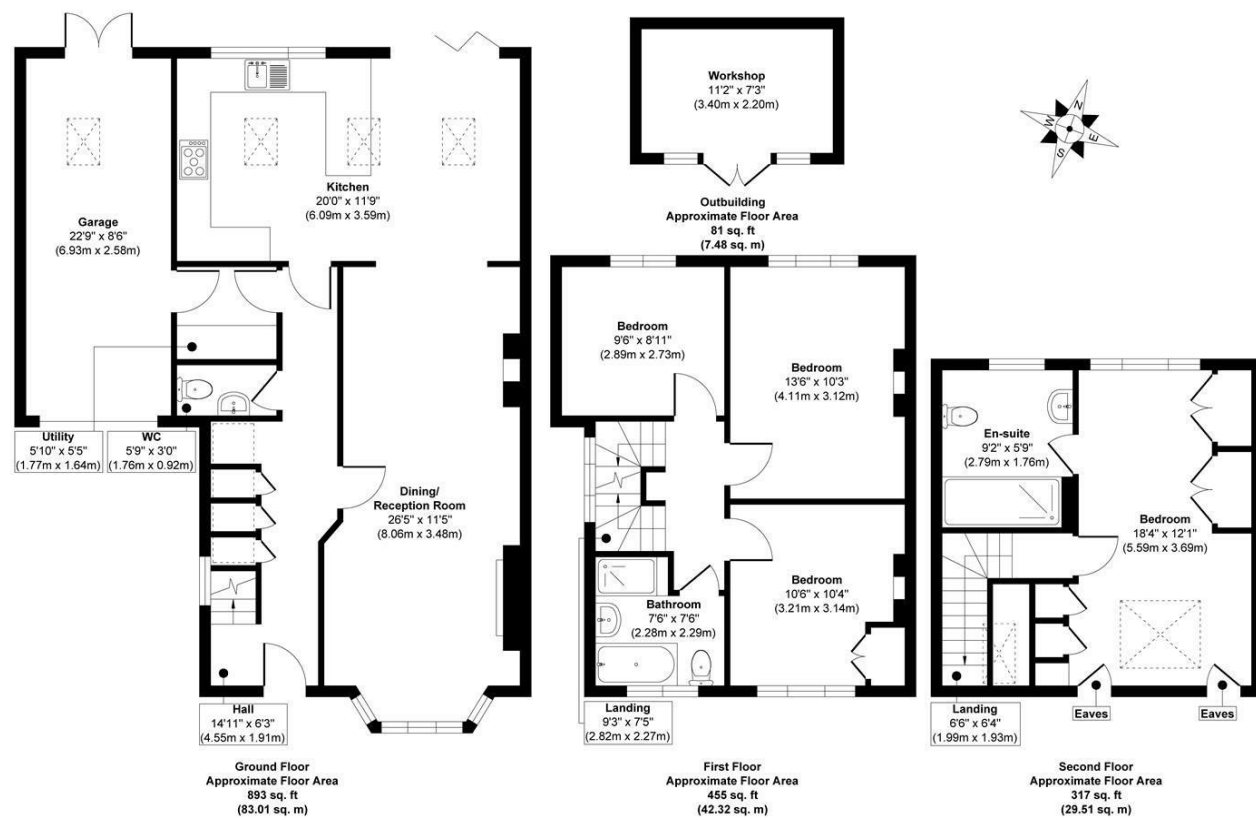 Workshop
11'2" x 7'3"
(3.40m x 2.20m)
N
E
S
W
Kitchen
20'0" x 11'9"
(6.09m x 3.59m)
Garage
22'9" x 8'6"
(6.93m x 2.58m)
Outbuilding
Approximate Floor Area
81 sq. ft
(7.48 sq. m)
Bedroom
9'6" x 8'11"
(2.89m x 2.73m)
Bedroom
13'6" x 10'3"
(4.11m x 3.12m)
Utility
5'10" x 5'5"
(1.77m x 1.64m)
WC
5'9" x 3'0"
(1.76m x 0.92m)
En-suite
9'2" x 5'9"
(2.79m x 1.76m)
Dining/
Reception Room
26'5" x 11'5"
(8.06m x 3.48m)
Bedroom
18'4" x 12'1"
(5.59m x 3.69m)
Bedroom
10'6" x 10'4"
(3.21m x 3.14m)
Bathroom
7'6" x 7'6"
(2.28m x 2.29m)
Hall
14'11" x 6'3"
(4.55m x 1.91m)
Landing
9'3" x 7'5"
(2.82m x 2.27m)
Landing
6'6" x 6'4"
(1.99m x 1.93m)
Eaves
Eaves
Ground Floor
Approximate Floor Area
893 sq. ft
(83.01 sq. m)
First Floor
Approximate Floor Area
455 sq. ft
(42.32 sq. m)
Second Floor
Approximate Floor Area
317 sq. ft
(29.51 sq. m)